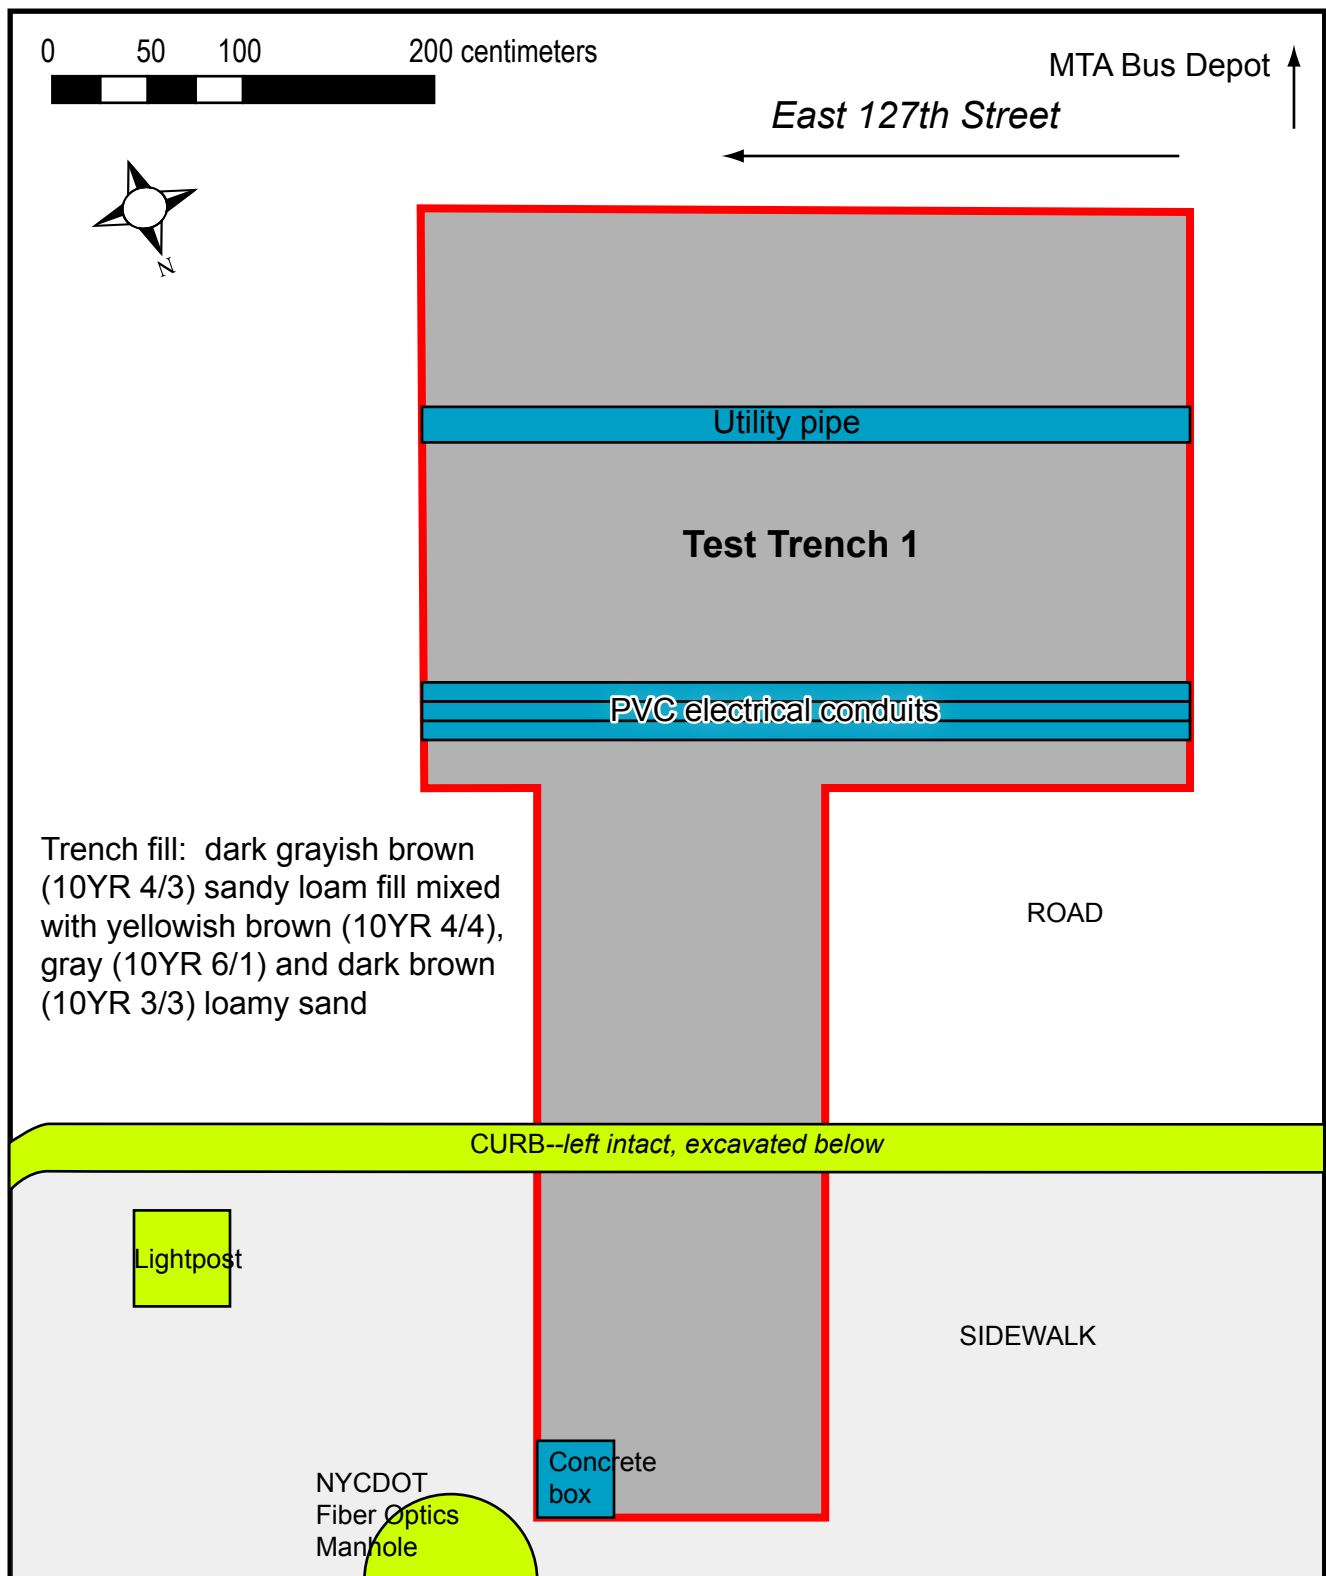 0 50 100 200 centimeters
MTA Bus Depot
East 127th Street
N
Utility pipe
Test Trench 1
PVC electrical conduits
Trench fill: dark grayish brown
(10YR 4/3) sandy loam fill mixed
with yellowish brown (10YR 4/4),
gray (10YR 6/1) and dark brown
(10YR 3/3) loamy sand
ROAD
CURB--left intact, excavated below
Lightpost
SIDEWALK
Concrete
box
NYCDOT
Fiber Optics
Manhole